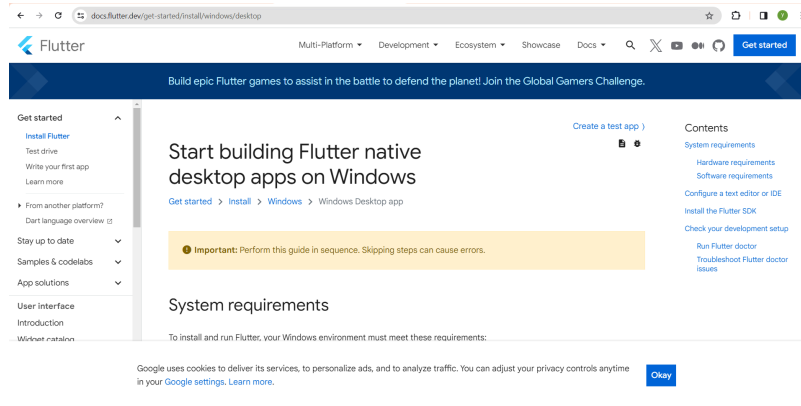 docs.flutter.dev/get-started/install/windows/desktop
Flutter
Multi-Platform
Development
Ecosystem
Showcase
Docs
Get started
Build epic Flutter games to assist in the battle to defend the planet! Join the Global Gamers Challenge.
Get started
Install Flutter
Test drive
Write your first app
Learn more
From another platform?
Dart language overview
Stay up to date
Samples & codelabs
App solutions
User interface
Introduction
Widget catalog
Create a test app
Start building Flutter native
desktop apps on Windows
Get started > Install > Windows > Windows Desktop app
Important: Perform this guide in sequence. Skipping steps can cause errors.
System requirements
To install and run Flutter, your Windows environment must meet these requirements:
Contents
System requirements
Hardware requirements
Software requirements
Configure a text editor or IDE
Install the Flutter SDK
Check your development setup
Run Flutter doctor
Troubleshoot Flutter doctor
issues
Google uses cookies to deliver its services, to personalize ads, and to analyze traffic. You can adjust your privacy controls anytime
in your Google settings. Learn more.
Okay